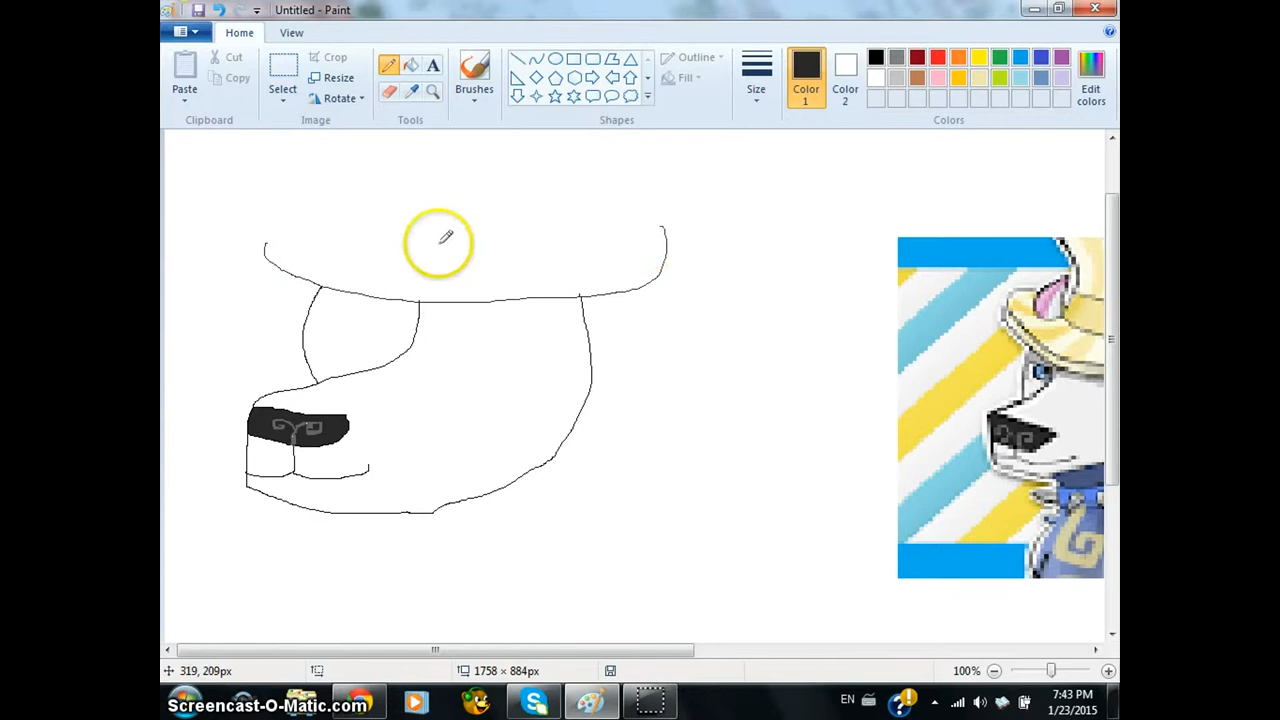 Untitled - Paint
Home View
Paste
Cut
Copy
Clipboard
Select
Crop
Resize
Rotate
Image
A
Tools
Brushes
Shapes
Outline
Fill
Size
Color 1
Color 2
Edit colors
Colors
319, 209px
1758 × 884px
100%
EN
7:43 PM
1/23/2015
Screencast-O-Matic.com